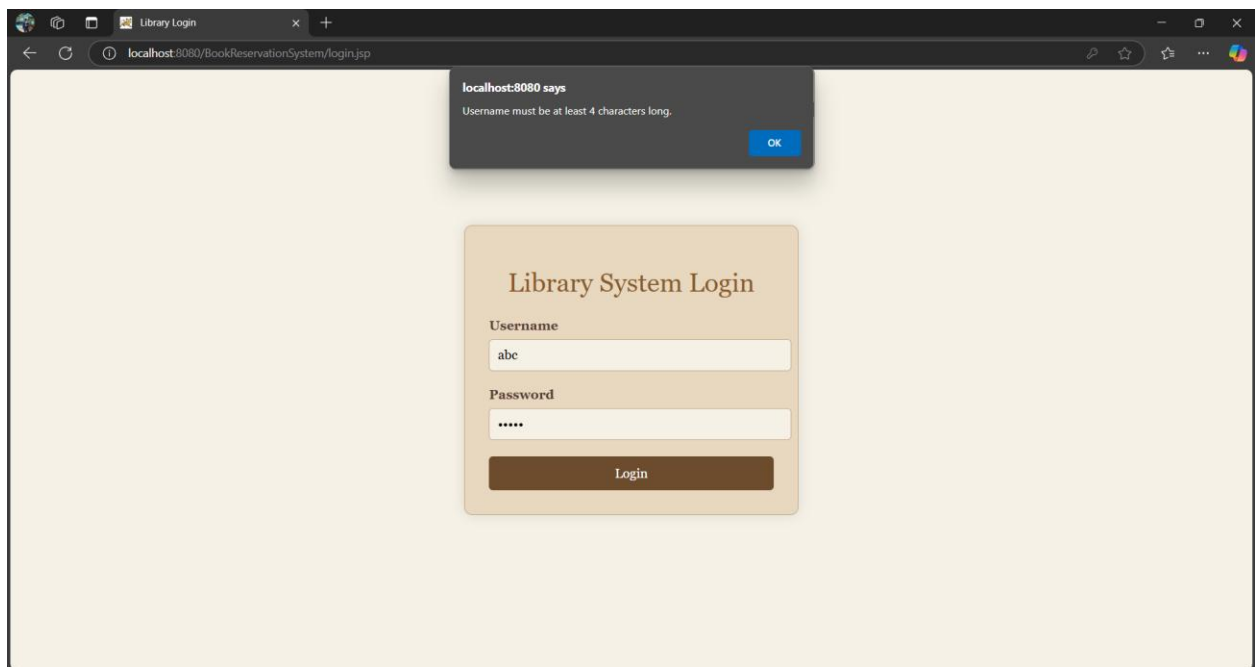 Library Login
localhost:8080/BookReservationSystem/login.jsp
localhost:8080 says
Username must be at least 4 characters long.
OK
Library System Login
Username
abc
Password
•••••
Login